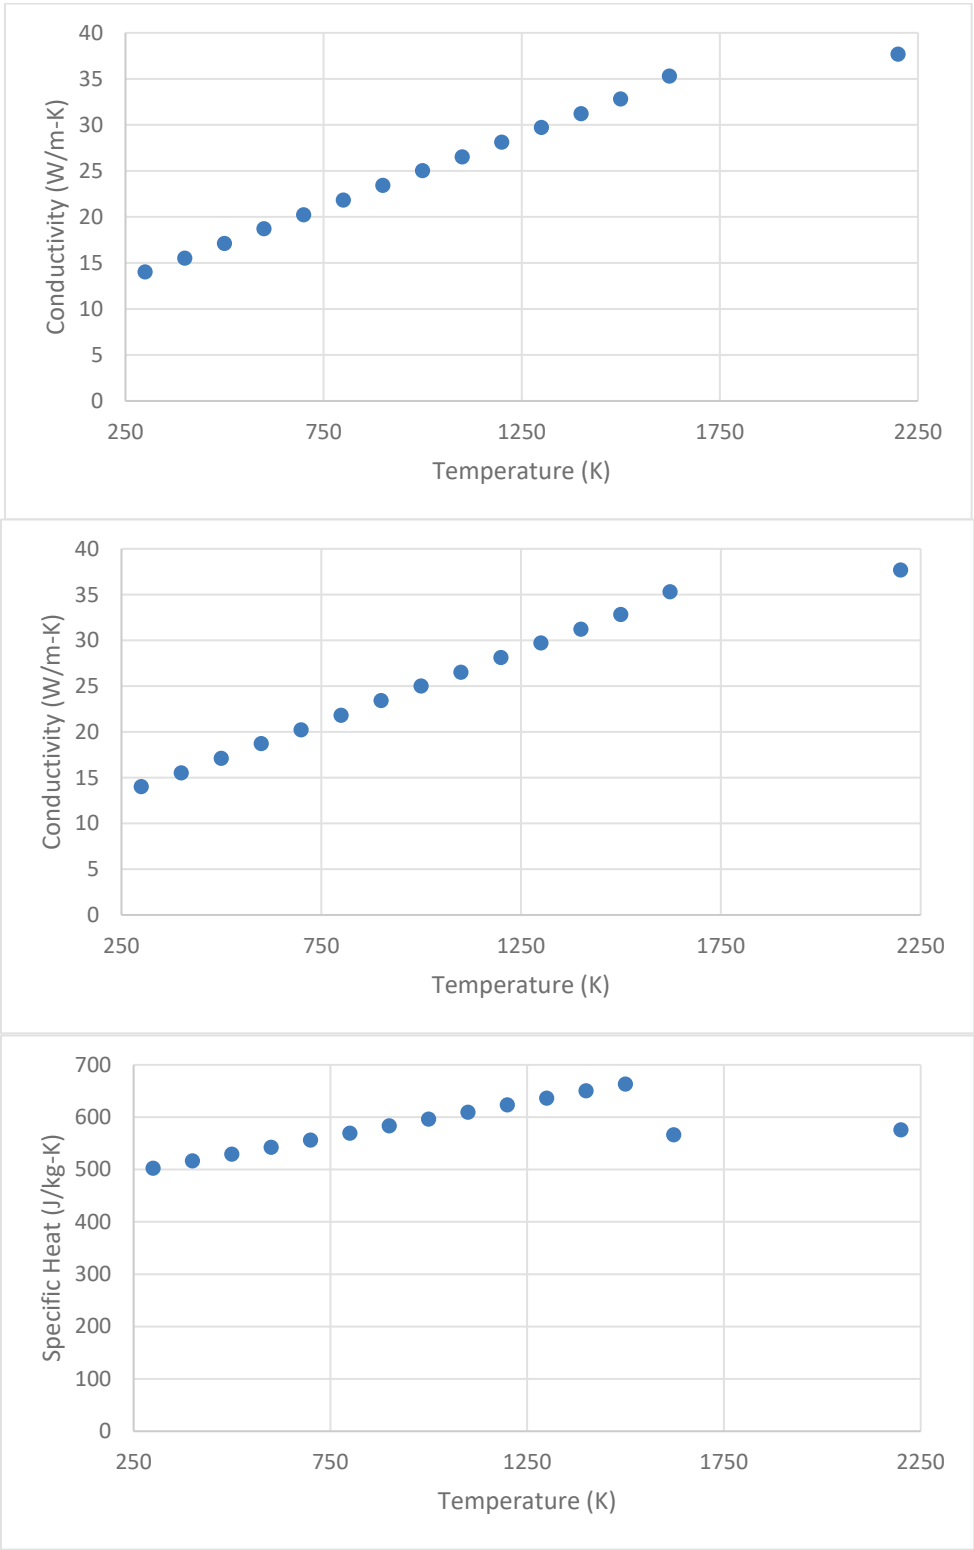 40
35
30
25
20
15
10
5
0
250 750 1250 1750 2250
Conductivity (W/m-K)
Temperature (K)
40
35
30
25
20
15
10
5
0
250 750 1250 1750 2250
Conductivity (W/m-K)
Temperature (K)
700
600
500
400
300
200
100
0
250 750 1250 1750 2250
Specific Heat (J/kg-K)
Temperature (K)